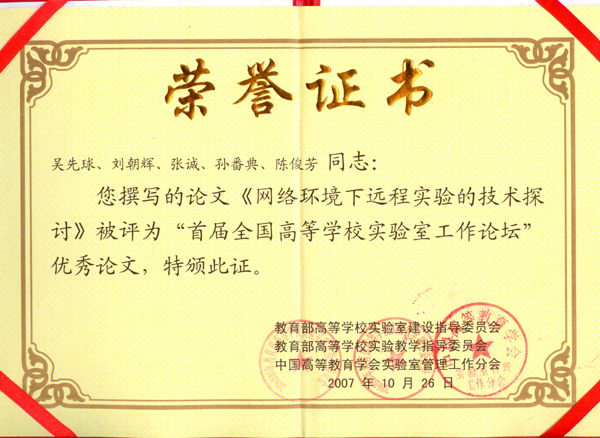 荣誉证书
吴先球、刘朝辉、张诚、孙番典、陈俊芳 同志：
您撰写的论文《网络环境下远程实验的技术探
讨》被评为“首届全国高等学校实验室工作论坛”
优秀论文，特颁此证。
教育部高等学校实验室建设指导委员会
教育部高等学校实验教学指导委员会
中国高等教育学会实验室管理工作分会
2007 年 10 月 26 日